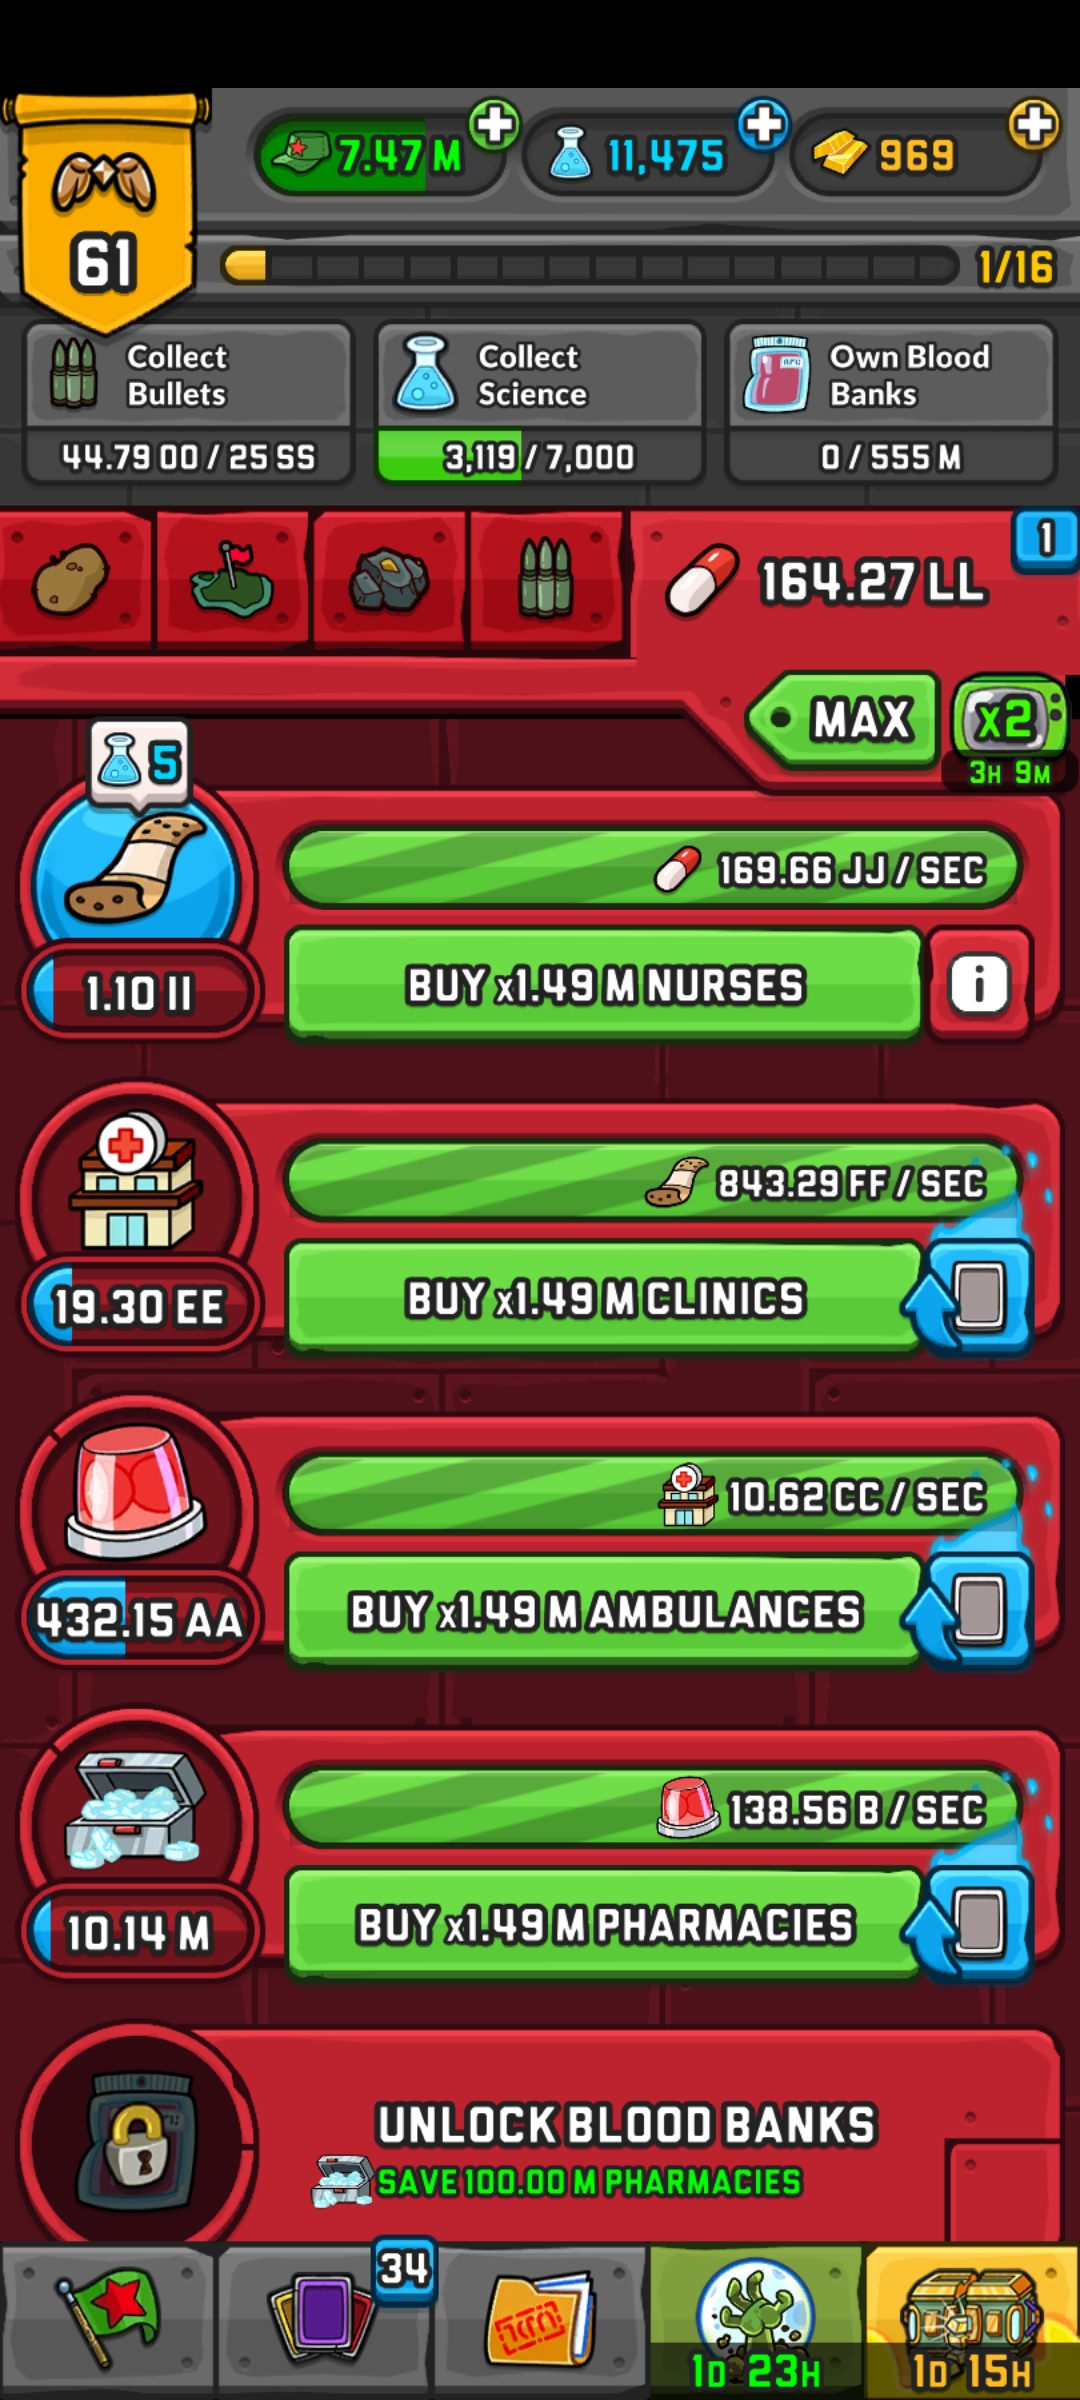 7.47 M
11,475
969
61
1/16
Collect
Bullets
44.79 OO / 25 SS
Collect
Science
3,119 / 7,000
Own Blood
Banks
0 / 555 M
164.27 LL
1
MAX
x2
3H 9M
5
169.66 JJ / SEC
1.10 II
BUY x1.49 M NURSES
i
843.29 FF / SEC
19.30 EE
BUY x1.49 M CLINICS
10.62 CC / SEC
432.15 AA
BUY x1.49 M AMBULANCES
138.56 B / SEC
10.14 M
BUY x1.49 M PHARMACIES
UNLOCK BLOOD BANKS
SAVE 100.00 M PHARMACIES
34
1D 23H
1D 15H